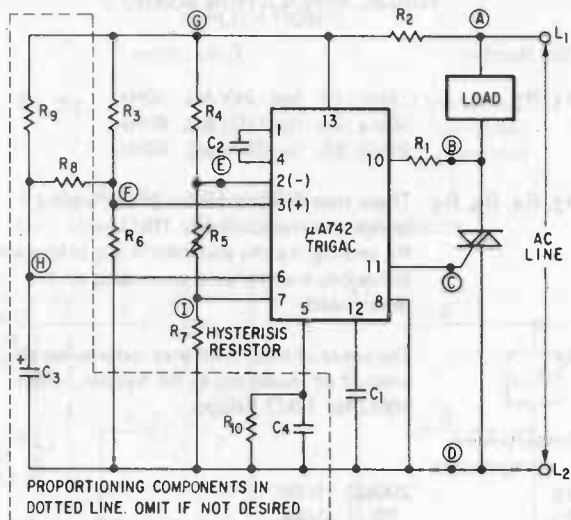 G
A
L1
R2
R9
R3
R4
LOAD
13
1
C2
4
10
R1
B
R8
E
2(-)
F
3(+)
μA742
TRIGAC
R6
R5
11
C
AC
LINE
H
6
I
7
5
12
8
R7
HYSTERISIS
RESISTOR
C3
+
R10
C4
C1
D
L2
PROPORTIONING COMPONENTS IN
DOTTED LINE. OMIT IF NOT DESIRED